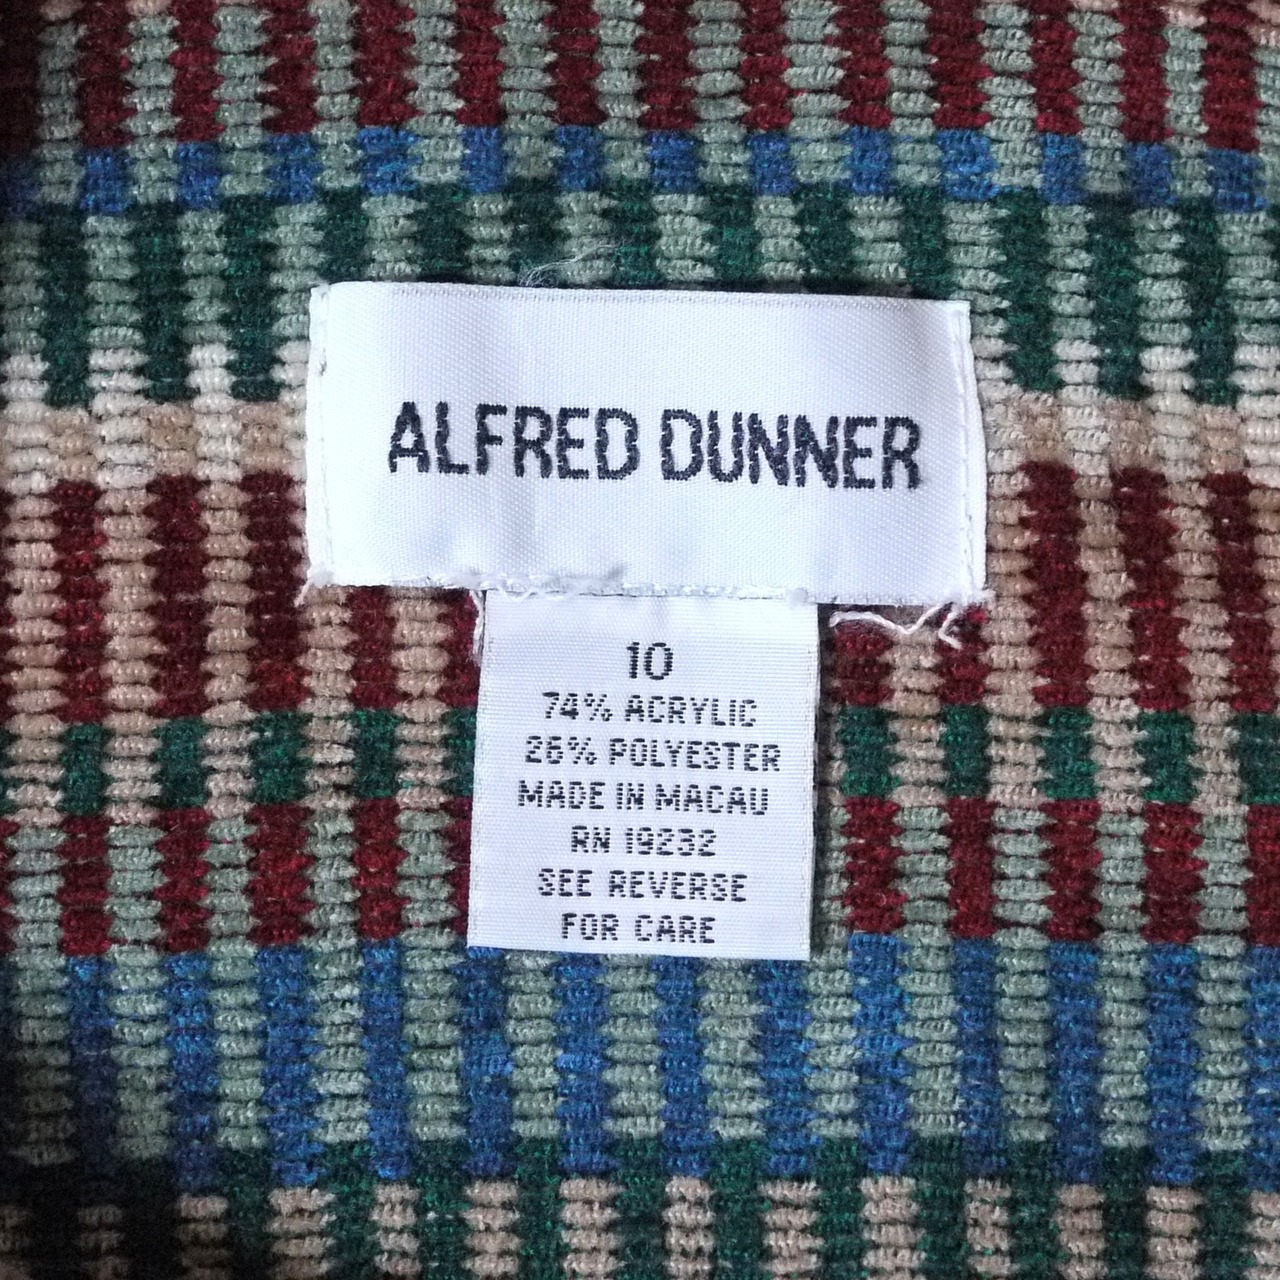 ALFRED DUNNER
10
74% ACRYLIC
26% POLYESTER
MADE IN MACAU
RN 19232
SEE REVERSE
FOR CARE